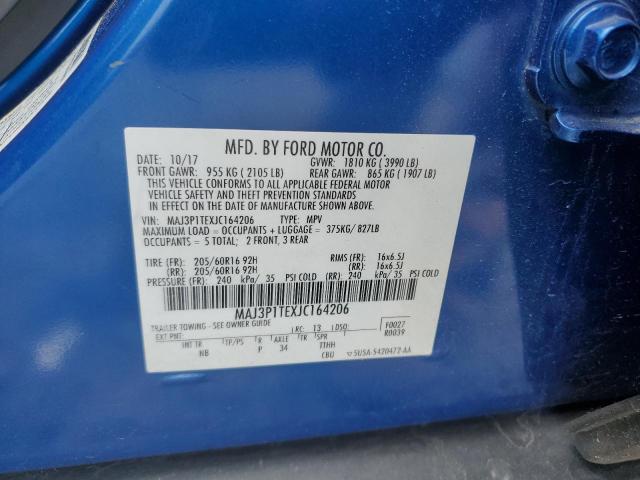 MFD. BY FORD MOTOR CO.
DATE: 10/17 GVWR: 1810 KG ( 3990 LB)
FRONT GAWR: 955 KG ( 2105 LB) REAR GAWR: 865 KG ( 1907 LB)
THIS VEHICLE CONFORMS TO ALL APPLICABLE FEDERAL MOTOR
VEHICLE SAFETY AND THEFT PREVENTION STANDARDS
IN EFFECT ON THE DATE OF MANUFACTURE SHOWN ABOVE.
VIN: MAJ3P1TEXJC164206 TYPE: MPV
MAXIMUM LOAD = OCCUPANTS + LUGGAGE = 375KG/ 827LB
OCCUPANTS = 5 TOTAL; 2 FRONT, 3 REAR
TIRE (FR): 205/60R16 92H RIMS (FR): 16x6.5J
(RR): 205/60R16 92H (RR): 16x6.5J
PRESSURE (FR): 240 kPa/ 35 PSI COLD (RR): 240 kPa/ 35 PSI COLD
MAJ3P1TEXJC164206
TRAILER TOWING - SEE OWNER GUIDE
EXT PNT: RC: 13 DSO: F0027
R0039
INT TR TP/PS R AXLE TR SPR
NB P 34 TTHH
CBU 5U5A-5420472-AA